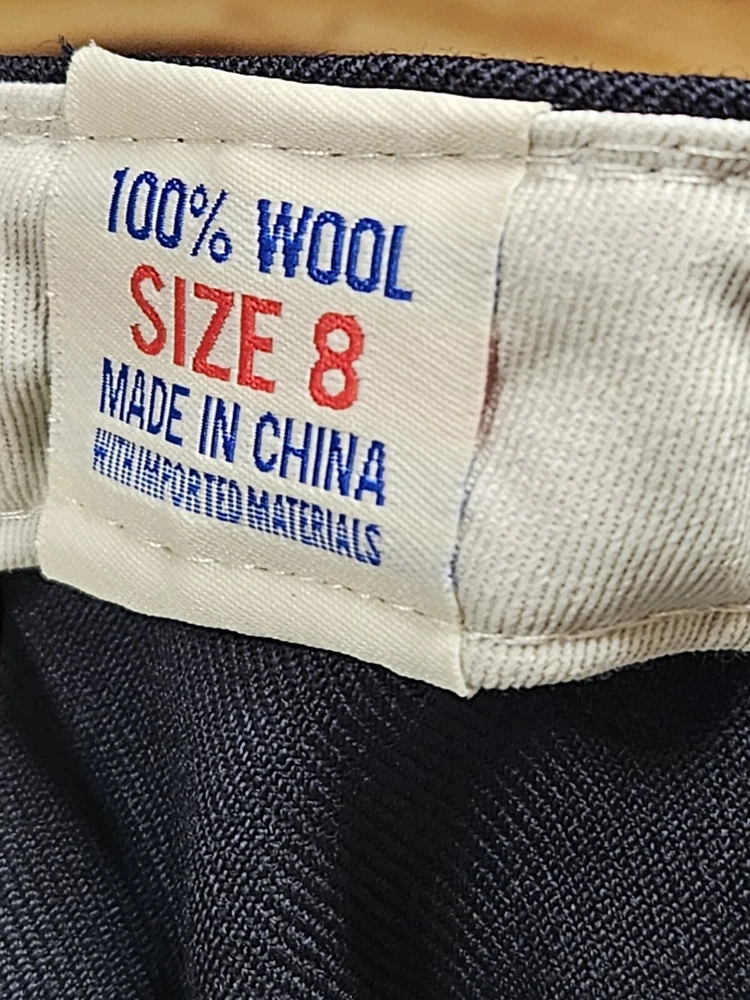 100% WOOL
SIZE 8
MADE IN CHINA
WITH IMPORTED MATERIALS